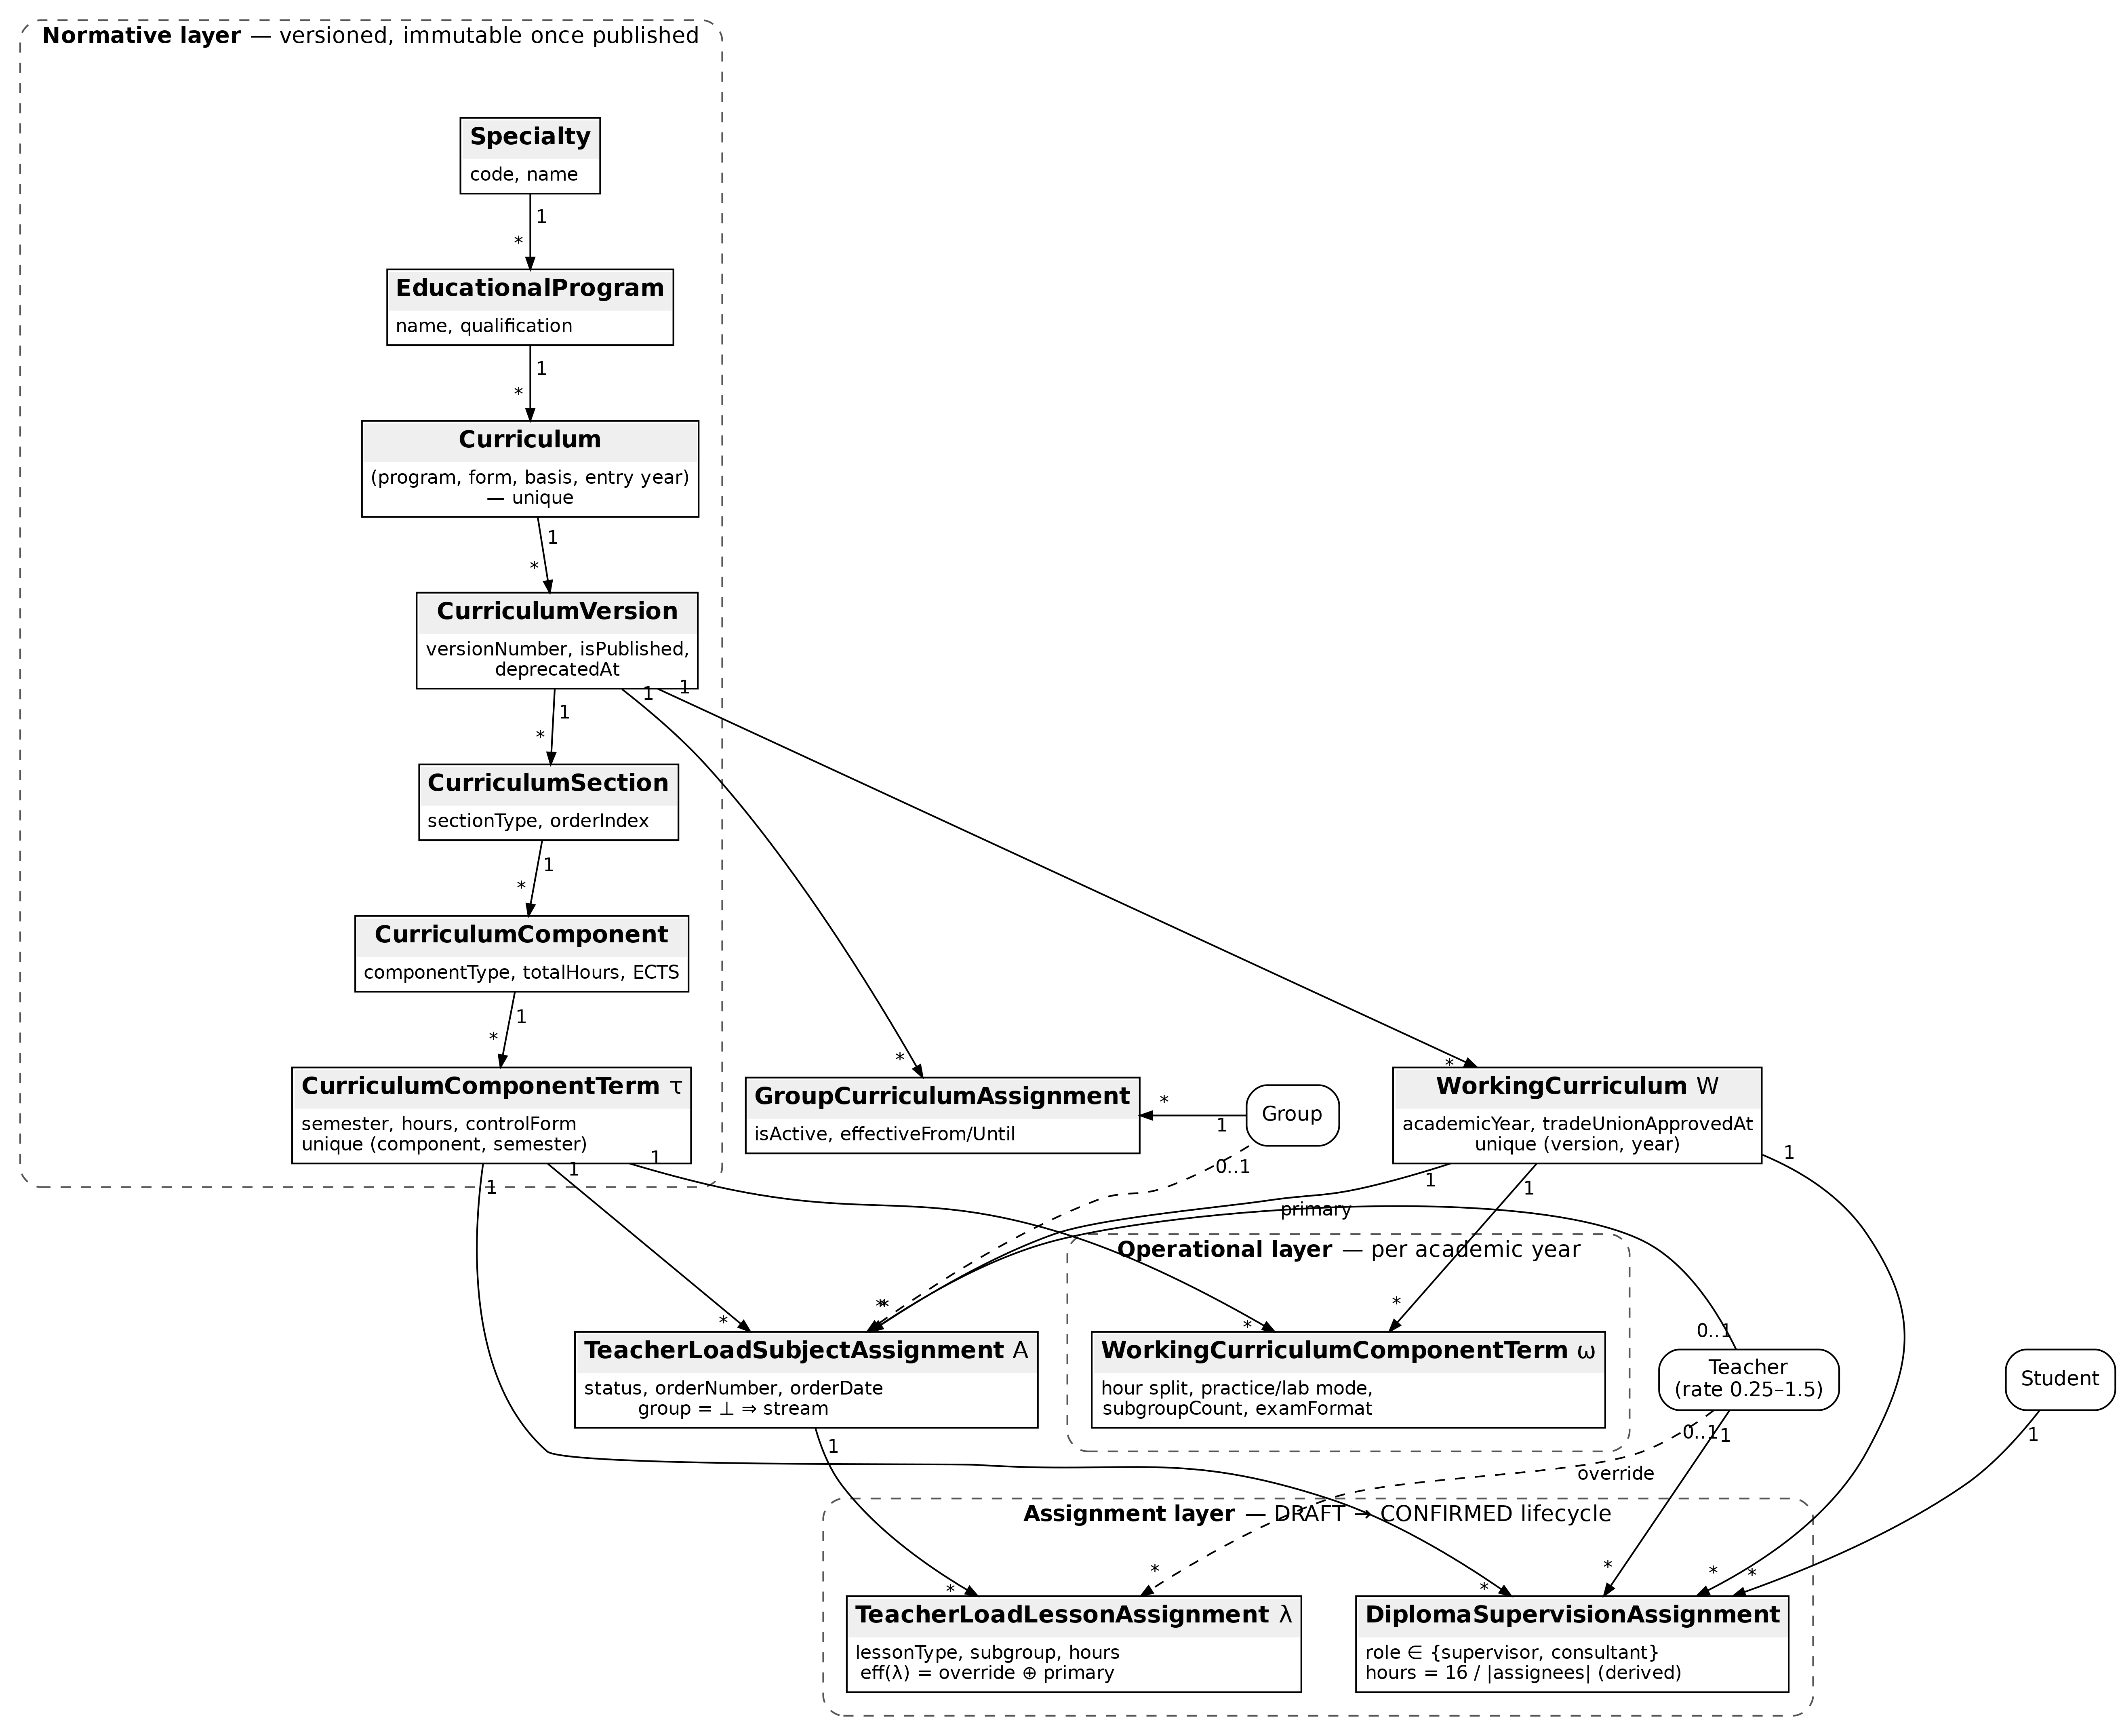 Normative layer — versioned, immutable once published
Specialty
code, name
1
*
EducationalProgram
name, qualification
1
*
Curriculum
(program, form, basis, entry year)
— unique
1
*
CurriculumVersion
versionNumber, isPublished,
deprecatedAt
1
1
1
*
CurriculumSection
sectionType, orderIndex
1
*
CurriculumComponent
componentType, totalHours, ECTS
1
*
*
*
CurriculumComponentTerm τ
semester, hours, controlForm
unique (component, semester)
GroupCurriculumAssignment
isActive, effectiveFrom/Until
*
1
Group
WorkingCurriculum W
academicYear, tradeUnionApprovedAt
unique (version, year)
1
1
1
0..1
1
1
1
primary
Operational layer — per academic year
*
*
*
*
*
*
0..1
TeacherLoadSubjectAssignment A
status, orderNumber, orderDate
group = ⊥ ⇒ stream
WorkingCurriculumComponentTerm ω
hour split, practice/lab mode,
subgroupCount, examFormat
Teacher
(rate 0.25–1.5)
Student
1
0..1
1
1
override
Assignment layer — DRAFT → CONFIRMED lifecycle
*
*
*
*
*
*
TeacherLoadLessonAssignment λ
lessonType, subgroup, hours
eff(λ) = override ⊕ primary
DiplomaSupervisionAssignment
role ∈ {supervisor, consultant}
hours = 16 / |assignees| (derived)